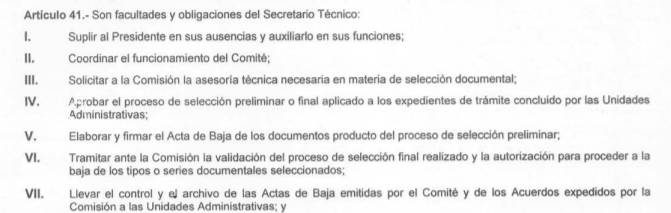 Artículo 41.- Son facultades y obligaciones del Secretario Técnico:
I. Suplir al Presidente en sus ausencias y auxiliarlo en sus funciones;
II. Coordinar el funcionamiento del Comité;
III. Solicitar a la Comisión la asesoría técnica necesaria en materia de selección documental;
IV. Aprobar el proceso de selección preliminar o final aplicado a los expedientes de trámite concluido por las Unidades
Administrativas;
V. Elaborar y firmar el Acta de Baja de los documentos producto del proceso de selección preliminar;
VI. Tramitar ante la Comisión la validación del proceso de selección final realizado y la autorización para proceder a la
baja de los tipos o series documentales seleccionados;
VII. Llevar el control y el archivo de las Actas de Baja emitidas por el Comité y de los Acuerdos expedidos por la
Comisión a las Unidades Administrativas; y